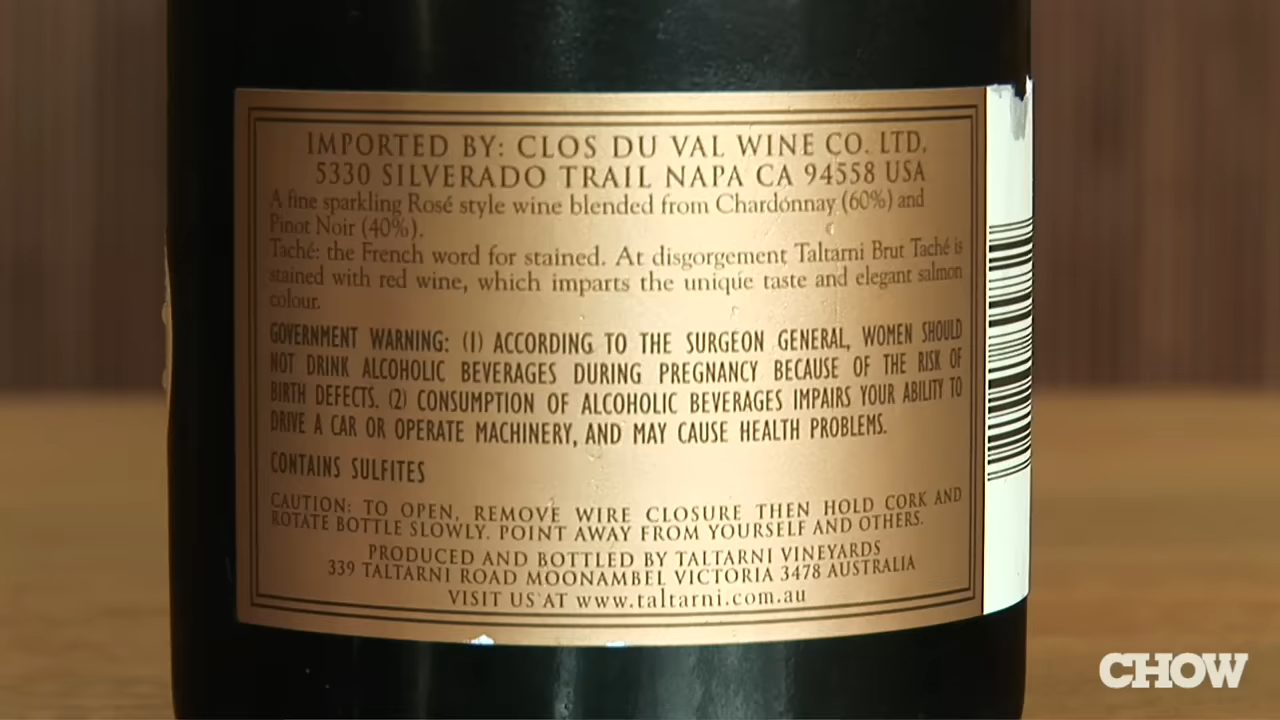 IMPORTED BY: CLOS DU VAL WINE CO. LTD,
5330 SILVERADO TRAIL NAPA CA 94558 USA
A fine sparkling Rosé style wine blended from Chardonnay (60%) and
Pinot Noir (40%).
Taché: the French word for stained. At disgorgement Taltarni Brut Taché is
stained with red wine, which imparts the unique taste and elegant salmon
colour.
GOVERNMENT WARNING: (1) ACCORDING TO THE SURGEON GENERAL, WOMEN SHOULD
NOT DRINK ALCOHOLIC BEVERAGES DURING PREGNANCY BECAUSE OF THE RISK OF
BIRTH DEFECTS. (2) CONSUMPTION OF ALCOHOLIC BEVERAGES IMPAIRS YOUR ABILITY TO
DRIVE A CAR OR OPERATE MACHINERY, AND MAY CAUSE HEALTH PROBLEMS.
CONTAINS SULFITES
CAUTION: TO OPEN, REMOVE WIRE CLOSURE THEN HOLD CORK AND
ROTATE BOTTLE SLOWLY. POINT AWAY FROM YOURSELF AND OTHERS.
PRODUCED AND BOTTLED BY TALTARNI VINEYARDS
339 TALTARNI ROAD MOONAMBEL VICTORIA 3478 AUSTRALIA
VISIT US AT www.taltarni.com.au
CHOW